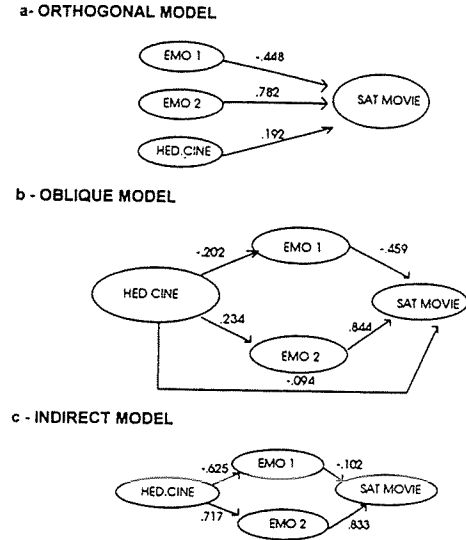 a- ORTHOGONAL MODEL
EMO 1
-.448
EMO 2
.782
SAT MOVIE
HED.CINE
.192
b - OBLIQUE MODEL
-.202
EMO 1
-.459
HED CINE
SAT MOVIE
.234
.844
EMO 2
-.094
c - INDIRECT MODEL
-.625
EMO 1
-.102
HED.CINE
SAT MOVIE
.717
EMO 2
.833